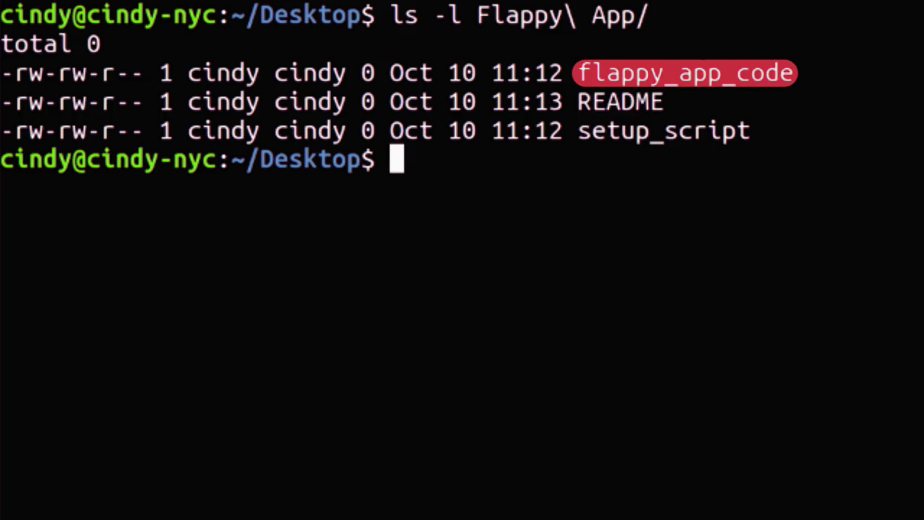 cindy@cindy-nyc:~/Desktop$ ls -l Flappy\ App/
total 0
-rw-rw-r-- 1 cindy cindy 0 Oct 10 11:12 flappy_app_code
-rw-rw-r-- 1 cindy cindy 0 Oct 10 11:13 README
-rw-rw-r-- 1 cindy cindy 0 Oct 10 11:12 setup_script
cindy@cindy-nyc:~/Desktop$